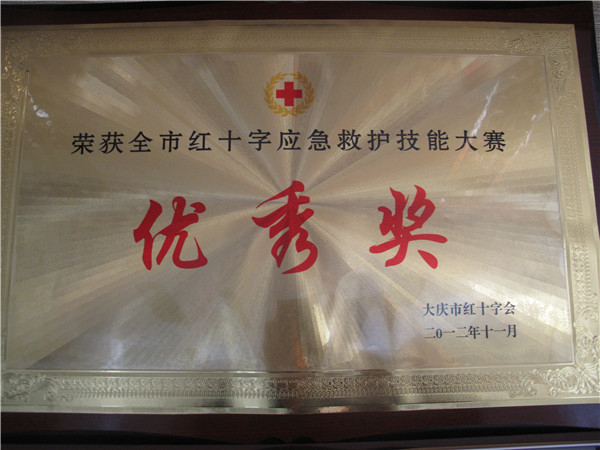 荣获全市红十字应急救护技能大赛
优秀奖
大庆市红十字会
二0一二年十一月